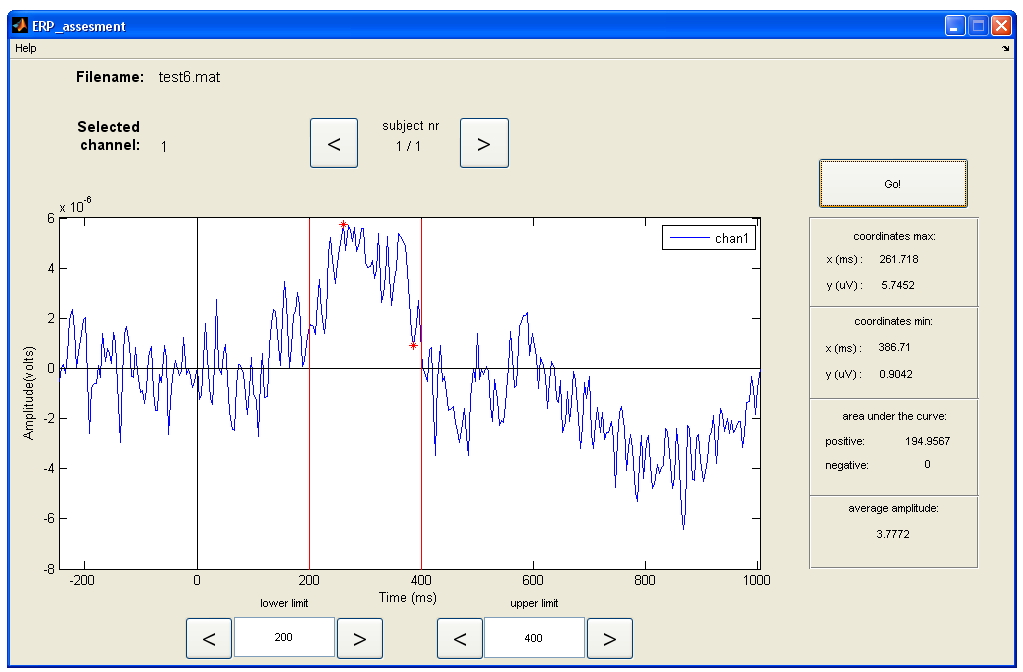 ERP_assesment
Help
Filename: test6.mat
Selected channel: 1
<
subject nr
1 / 1
>
Go!
x 10-6
6
4
2
0
-2
-4
-6
-8
Amplitude(volts)
chan1
-200 0 200 400 600 800 1000
Time (ms)
coordinates max:
x (ms) : 261.718
y (uV) : 5.7452
coordinates min:
x (ms) : 386.71
y (uV) : 0.9042
area under the curve:
positive: 194.9567
negative: 0
average amplitude:
3.7772
lower limit
< 200 >
upper limit
< 400 >